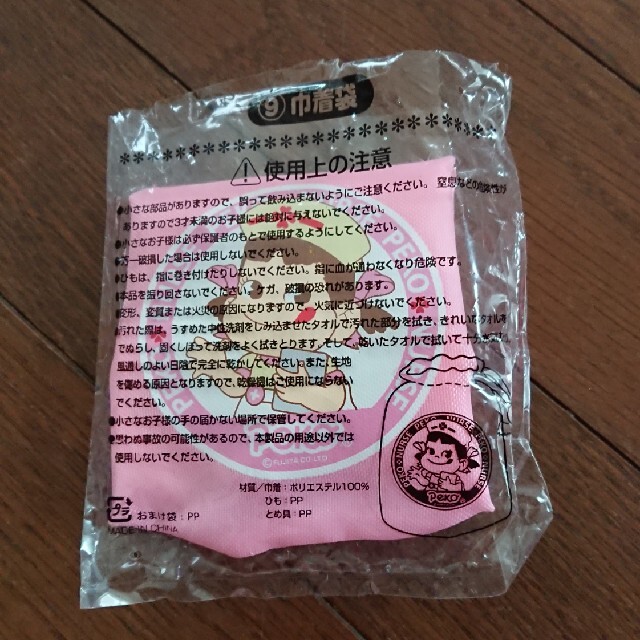 ⑨ 巾着袋
********************
⚠使用上の注意
●小さな部品がありますので、誤って飲み込まないようにご注意ください。窒息などの危険性が
ありますので3才未満のお子様には絶対に与えないでください。
●小さなお子様は必ず保護者のもとで使用するようにしてください。
●万一破損した場合は使用しないでください。
●ひもは、指に巻き付けたりしないでください。指に血が通わなくなり危険です。
●本品を振り回さないでください。ケガ、破損の恐れがあります。
●変形、変質または火災の原因になりますので、火気に近づけないでください。
●汚れた際は、うすめた中性洗剤をしみ込ませたタオルで汚れた部分を拭き、きれいなタオルを
でぬらし、固くしぼって洗剤をよく拭きとります。そして、乾いたタオルで拭いて十分
風通しのよい日陰で完全に乾かしてください。また、生地
を傷める原因となりますので、乾燥機はご使用にならない
でください。
●小さなお子様の手の届かない場所で保管してください。
●思わぬ事故の可能性があるので、本製品の用途以外では
使用しないでください。
©FUJIYA CO.,LTD.
材質/巾着:ポリエステル100%
ひも:PP
とめ具:PP
プラ
おまけ袋:PP
MADE IN CHINA
PEKO'S HOUSE
Peko